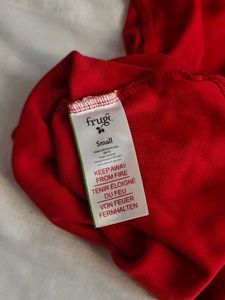 frugi
Small
KEEP AWAY
FROM FIRE
TENIR ÉLOIGNÉ
DU FEU
VON FEUER
FERNHALTEN